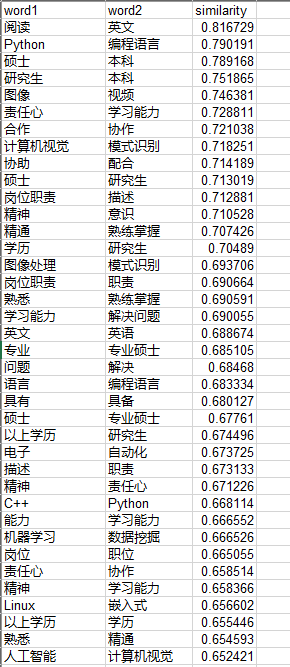 word1 word2 similarity
阅读 英文 0.816729
Python 编程语言 0.790191
硕士 本科 0.789168
研究生 本科 0.751865
图像 视频 0.746381
责任心 学习能力 0.728811
合作 协作 0.721038
计算机视觉 模式识别 0.718251
协助 配合 0.714189
硕士 研究生 0.713019
岗位职责 描述 0.712881
精神 意识 0.710528
精通 熟练掌握 0.707426
学历 研究生 0.70489
图像处理 模式识别 0.693706
岗位职责 职责 0.690664
熟悉 熟练掌握 0.690591
学习能力 解决问题 0.690055
英文 英语 0.688674
专业 专业硕士 0.685105
问题 解决 0.68468
语言 编程语言 0.683334
具有 具备 0.680127
硕士 专业硕士 0.67761
以上学历 研究生 0.674496
电子 自动化 0.673725
描述 职责 0.673133
精神 责任心 0.671226
C++ Python 0.668114
能力 学习能力 0.666552
机器学习 数据挖掘 0.666526
岗位 职位 0.665055
责任心 协作 0.658514
精神 学习能力 0.658366
Linux 嵌入式 0.656602
以上学历 学历 0.655446
熟悉 精通 0.654593
人工智能 计算机视觉 0.652421